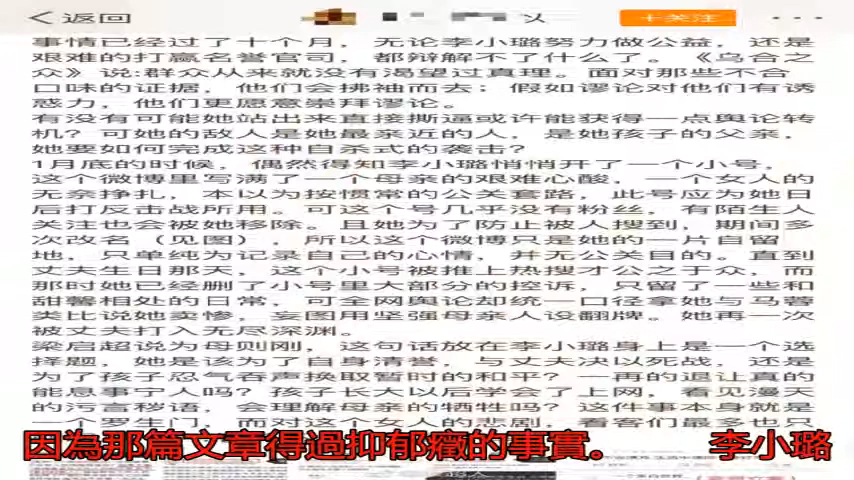 返回
以
十关注
事情已经过了十个月，无论李小璐努力做公益，还是
艰难的打赢名誉官司，都辩解不了什么了。《乌合之
众》说:群众从来就没有渴望过真理。面对那些不合
口味的证据，他们会拂袖而去；假如谬论对他们有诱
惑力，他们更愿意崇拜谬论。
有没有可能她站出来直接撕逼或许能获得一点舆论转
机？可她的敌人是她最亲近的人，是她孩子的父亲，
她要如何完成这种自杀式的袭击？
1月底的时候，偶然得知李小璐悄悄开了一个小号，
这个微博里写满了一个母亲的艰难心酸，一个女人的
无奈挣扎，本以为按惯常的公关套路，此号应为她日
后打反击战所用。可这个号几乎没有粉丝，有陌生人
关注也会被她移除。且她为了防止被人搜到，期间多
次改名（见图），所以这个微博只是她的一片自留
地，只单纯为记录自己的心情，并无公关目的。直到
丈夫生日那天，这个小号被推上热搜才公之于众，而
那时她已经删了小号里大部分的控诉，只留了一些和
甜馨相处的日常，可全网舆论却统一口径拿她与马蓉
类比说她卖惨，妄图用坚强母亲人设翻牌。她再一次
被丈夫打入无尽深渊。
梁启超说为母则刚，这句话放在李小璐身上是一个选
择题，她是该为了自身清誉，与丈夫决以死战，还是
为了孩子忍气吞声换取暂时的和平？一再的退让真的
能息事宁人吗？孩子长大以后学会了上网，看见漫天
的污言秽语，会理解母亲的牺牲吗？这件事本身就是
一个罗生门，而对这个女人的悲剧，看客们最多也只
因為那篇文章得過抑郁癥的事實。 李小璐